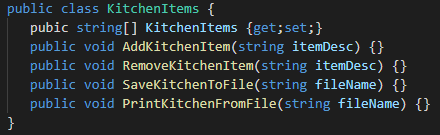 public class KitchenItems {
pubic string[] KitchenItems {get;set;}
public void AddKitchenItem(string itemDesc) {}
public void RemoveKitchenItem(string itemDesc) {}
public void SaveKitchenToFile(string fileName) {}
public void PrintKitchenFromFile(string fileName) {}
}